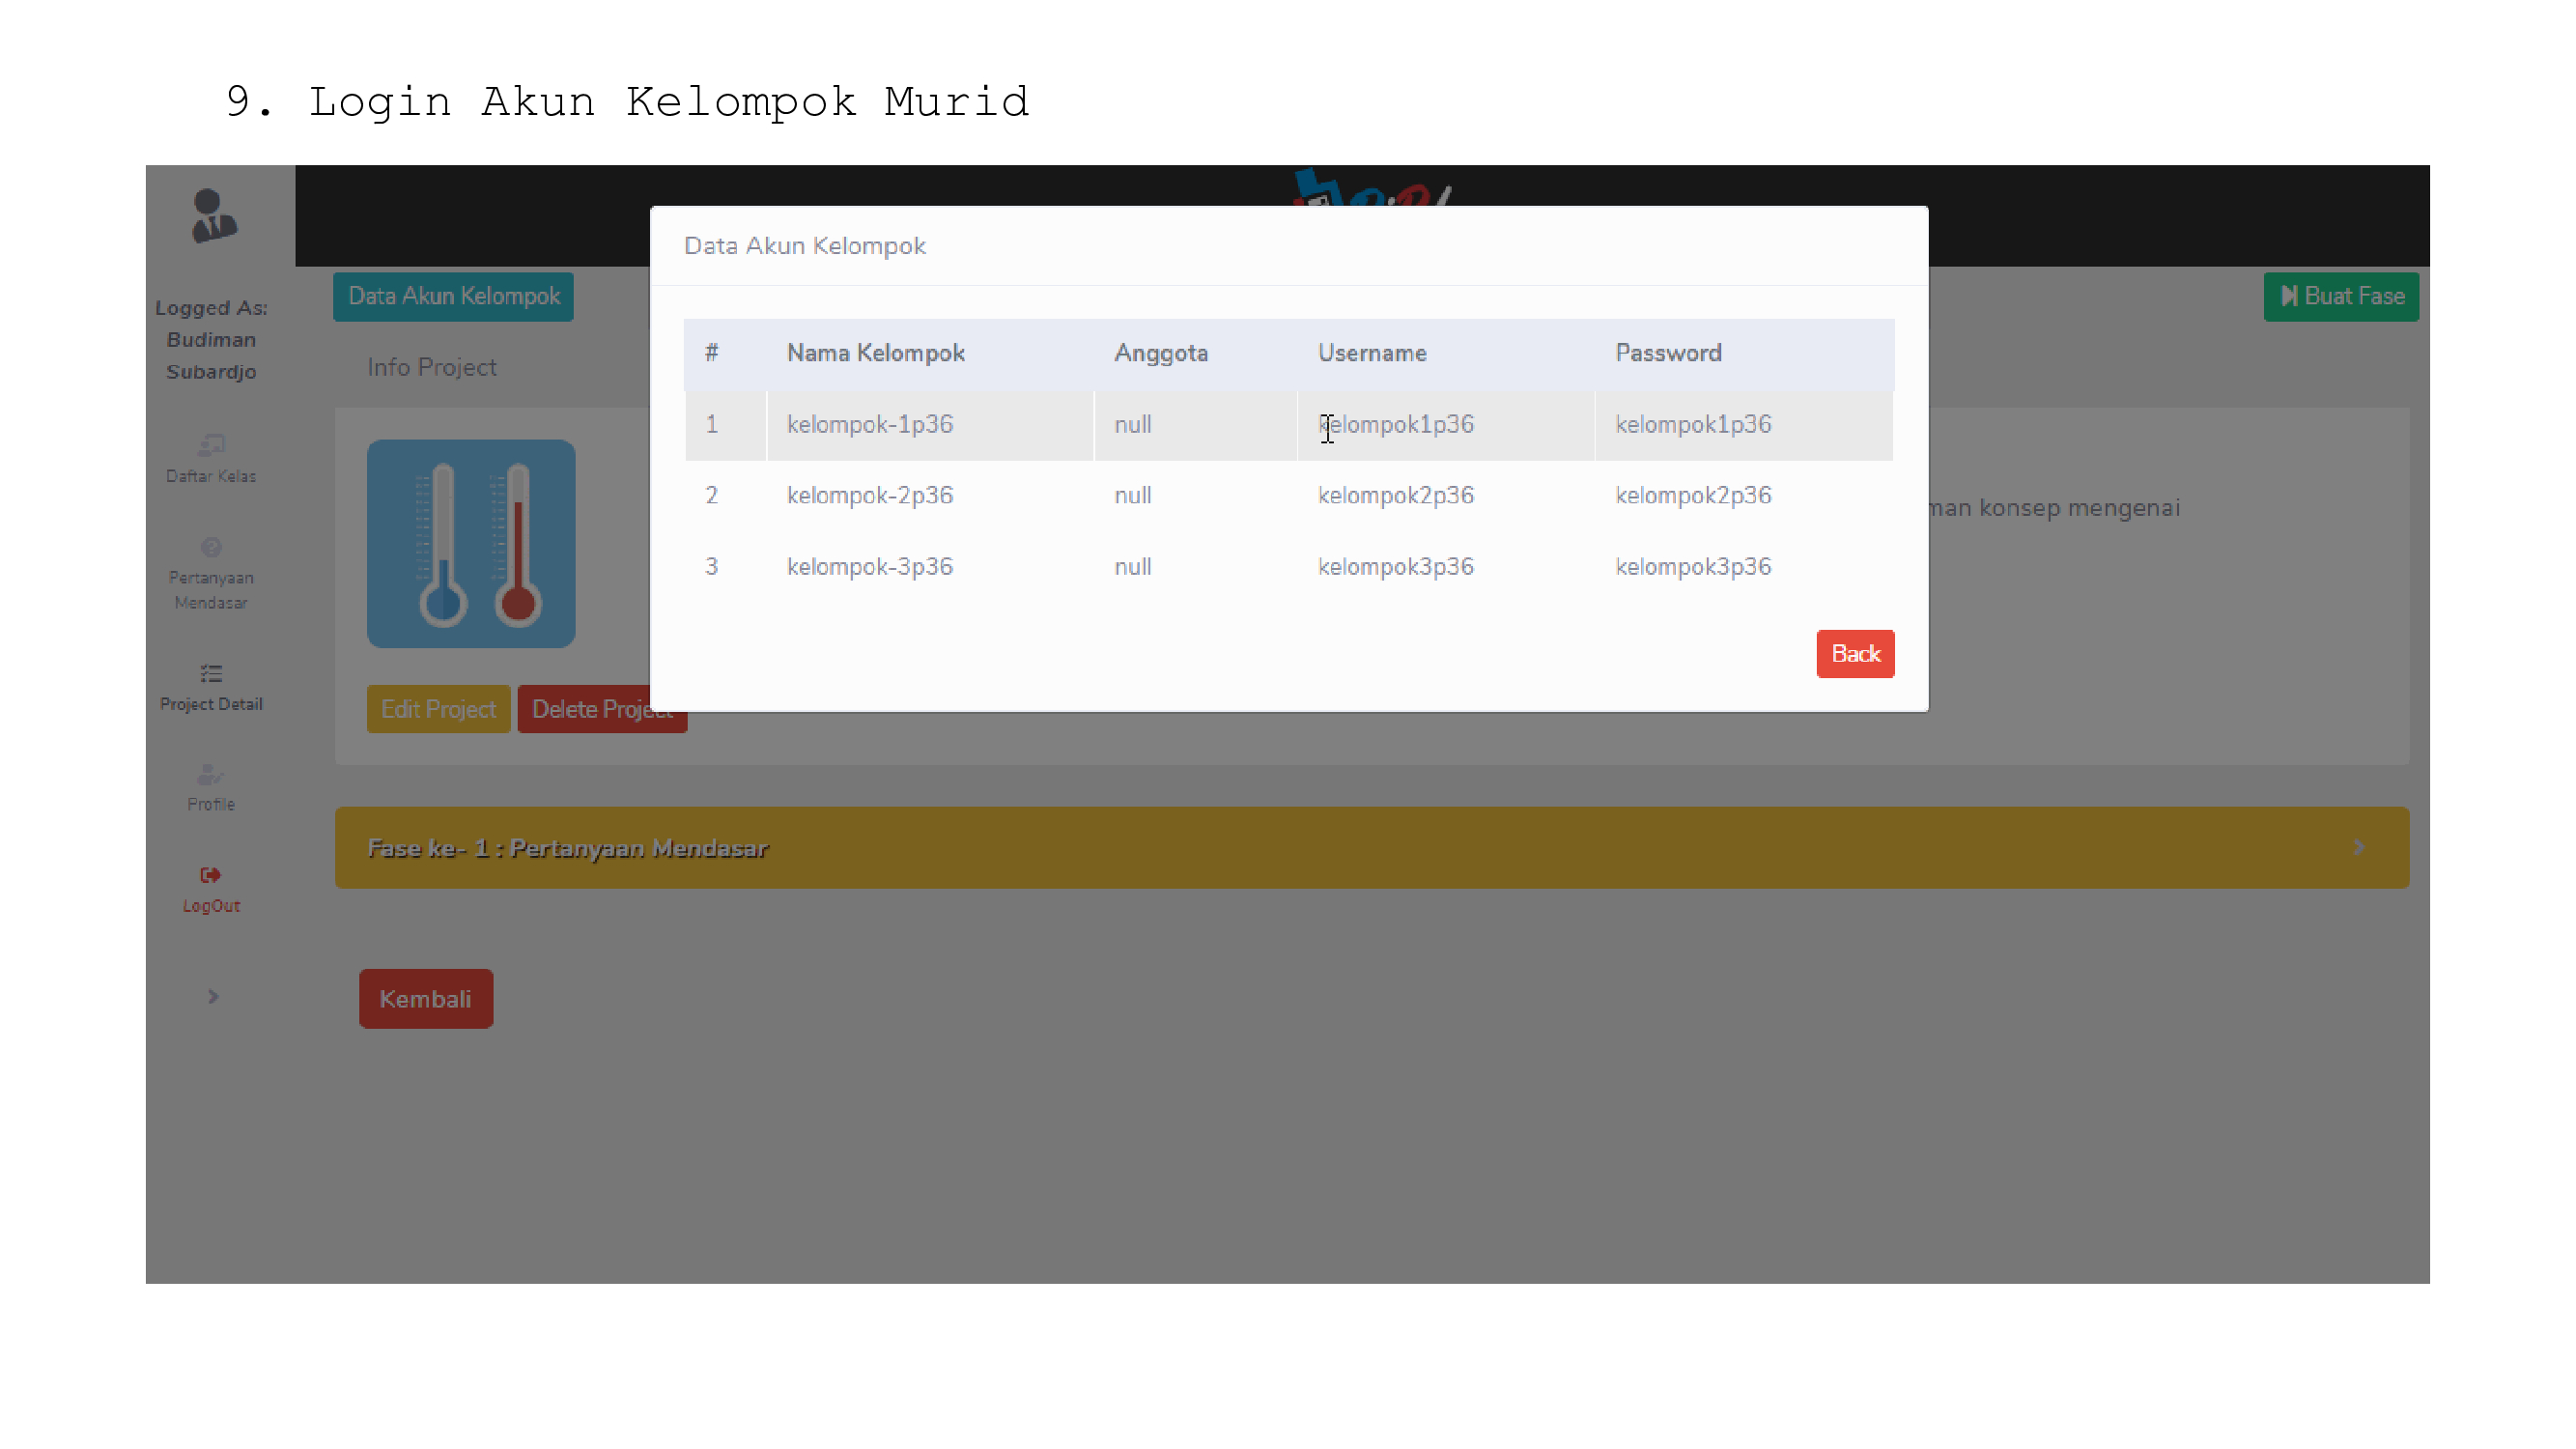 9. Login Akun Kelompok Murid
Logged As:
Budiman
Subardjo
Daftar Kelas
Pertanyaan
Mendasar
Project Detail
Profile
LogOut
Data Akun Kelompok
Buat Fase
Info Project
Data Akun Kelompok
# Nama Kelompok Anggota Username Password
1 kelompok-1p36 null kelompok1p36 kelompok1p36
2 kelompok-2p36 null kelompok2p36 kelompok2p36
3 kelompok-3p36 null kelompok3p36 kelompok3p36
Back
konsep mengenai
Edit Project
Delete Project
Fase ke- 1 : Pertanyaan Mendasar
Kembali